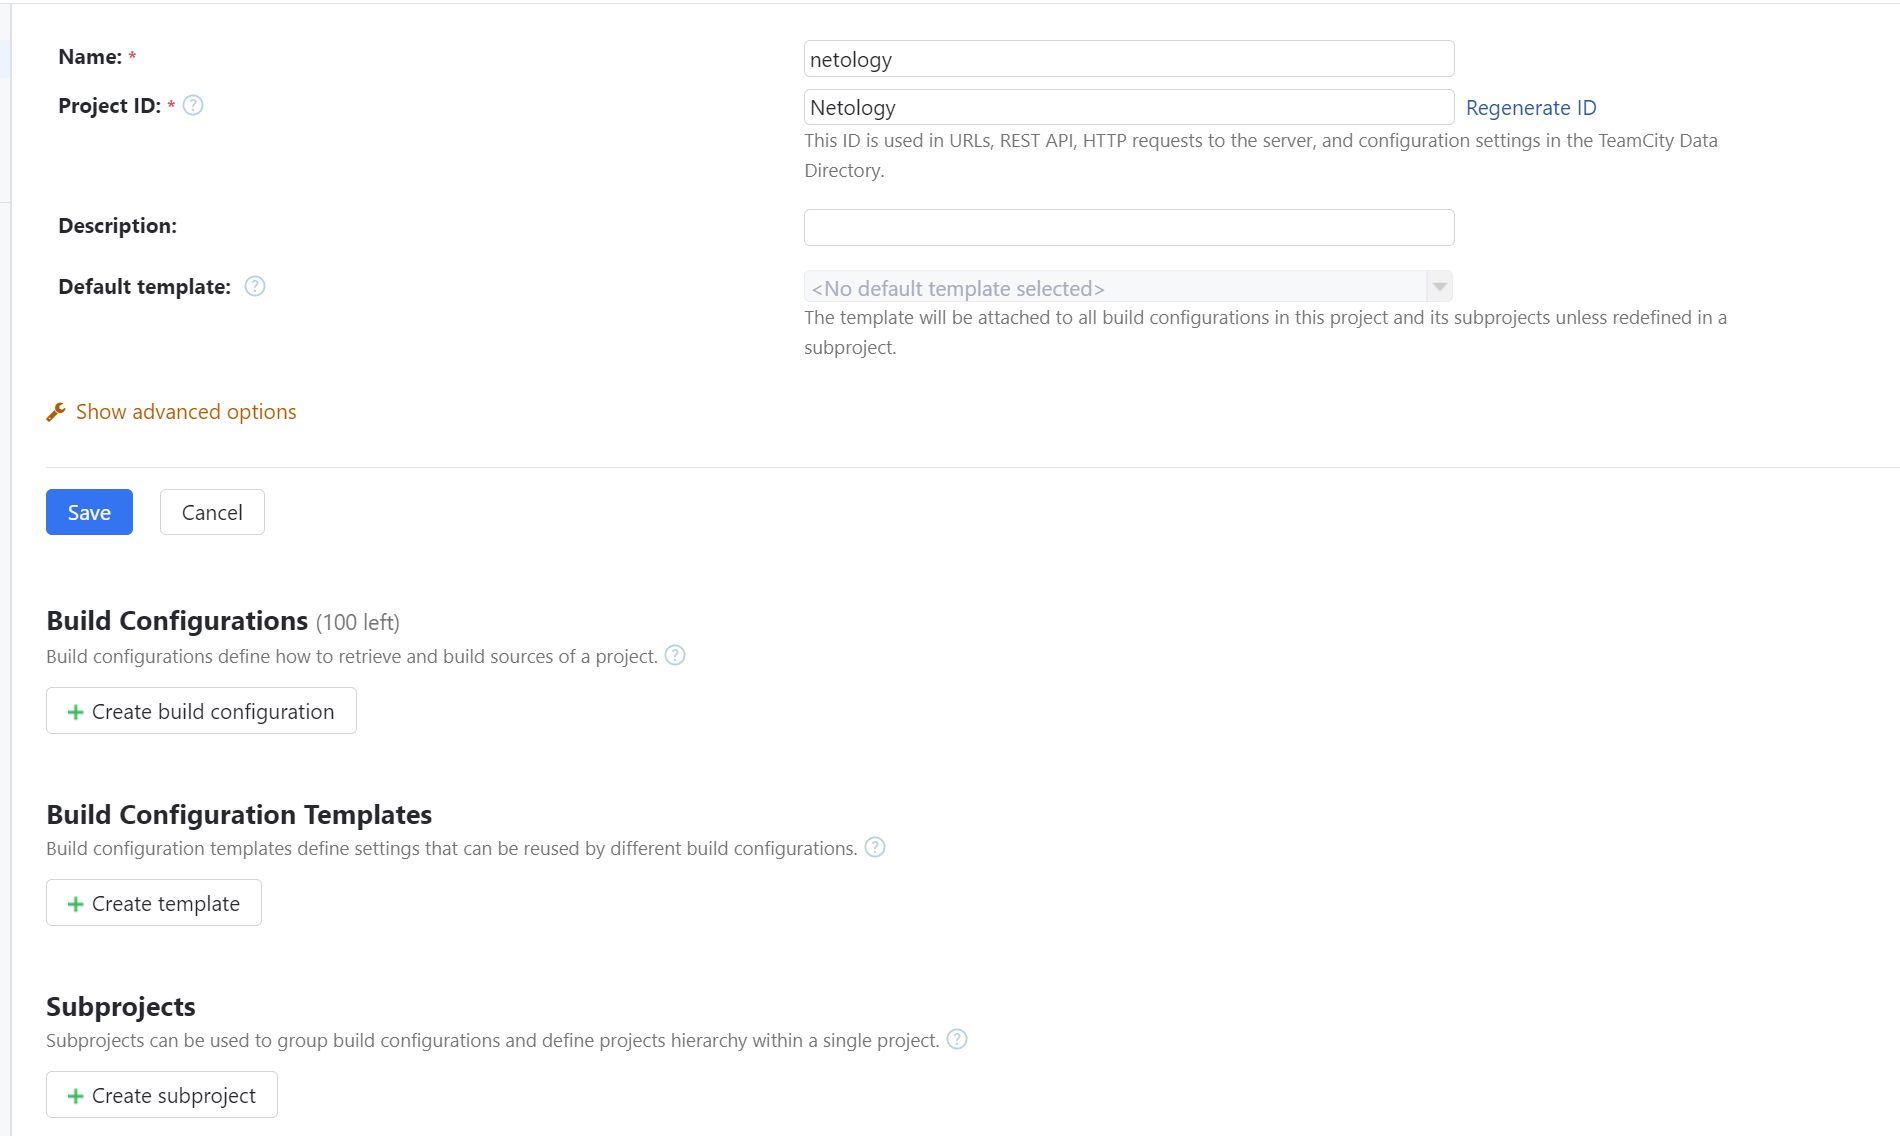 Name: *
netology
Project ID: * ?
Netology
Regenerate ID
This ID is used in URLs, REST API, HTTP requests to the server, and configuration settings in the TeamCity Data
Directory.
Description:
Default template: ?
<No default template selected>
The template will be attached to all build configurations in this project and its subprojects unless redefined in a
subproject.
Show advanced options
Save
Cancel
Build Configurations (100 left)
Build configurations define how to retrieve and build sources of a project. ?
+ Create build configuration
Build Configuration Templates
Build configuration templates define settings that can be reused by different build configurations. ?
+ Create template
Subprojects
Subprojects can be used to group build configurations and define projects hierarchy within a single project. ?
+ Create subproject